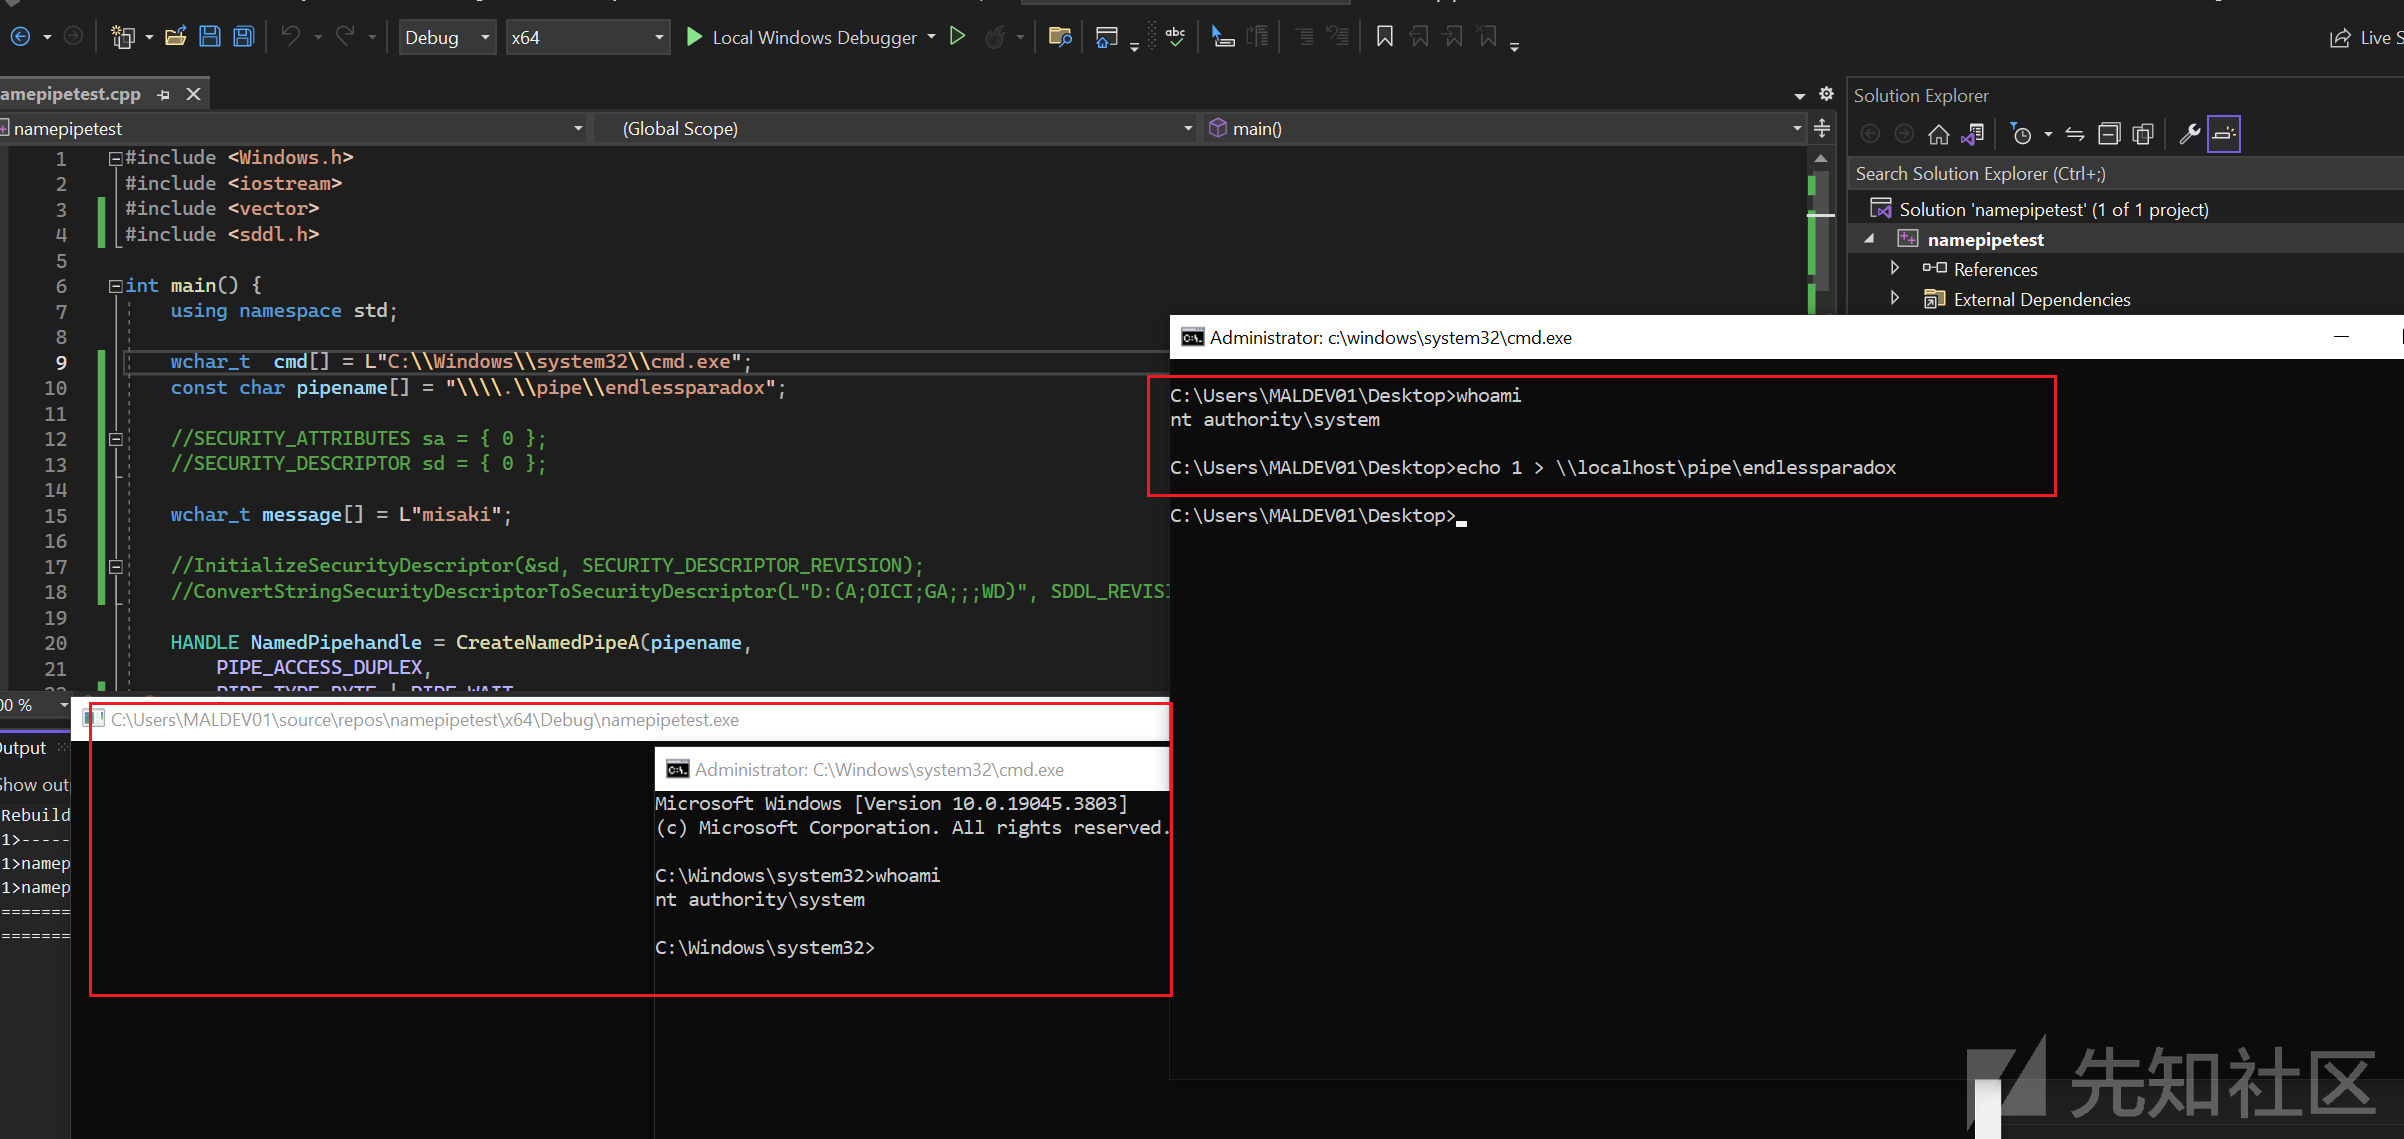 Debug
x64
Local Windows Debugger
Live S
amepipetest.cpp
namepipetest
(Global Scope)
main()
1 #include <Windows.h>
2 #include <iostream>
3 #include <vector>
4 #include <sddl.h>
5
6 int main() {
7 using namespace std;
8
9 wchar_t  cmd[] = L"C:\\Windows\\system32\\cmd.exe";
10 const char pipename[] = "\\\\.\\pipe\\endlessparadox";
11
12 //SECURITY_ATTRIBUTES sa = { 0 };
13 //SECURITY_DESCRIPTOR sd = { 0 };
14
15 wchar_t message[] = L"misaki";
16
17 //InitializeSecurityDescriptor(&sd, SECURITY_DESCRIPTOR_REVISION);
18 //ConvertStringSecurityDescriptorToSecurityDescriptor(L"D:(A;OICI;GA;;;WD)", SDDL_REVISI
19
20 HANDLE NamedPipehandle = CreateNamedPipeA(pipename,
21 PIPE_ACCESS_DUPLEX,
22 PIPE_TYPE_BYTE | PIPE_WAIT
00 %
Output
Show out
Rebuild
1>-----
1>namep
1>namep
=======
=======
Solution Explorer
Search Solution Explorer (Ctrl+;)
Solution 'namepipetest' (1 of 1 project)
namepipetest
References
External Dependencies
Administrator: c:\windows\system32\cmd.exe
C:\Users\MALDEV01\Desktop>whoami
nt authority\system
C:\Users\MALDEV01\Desktop>echo 1 > \\localhost\pipe\endlessparadox
C:\Users\MALDEV01\Desktop>
C:\Users\MALDEV01\source\repos\namepipetest\x64\Debug\namepipetest.exe
Administrator: C:\Windows\system32\cmd.exe
Microsoft Windows [Version 10.0.19045.3803]
(c) Microsoft Corporation. All rights reserved.
C:\Windows\system32>whoami
nt authority\system
C:\Windows\system32>
先知社区